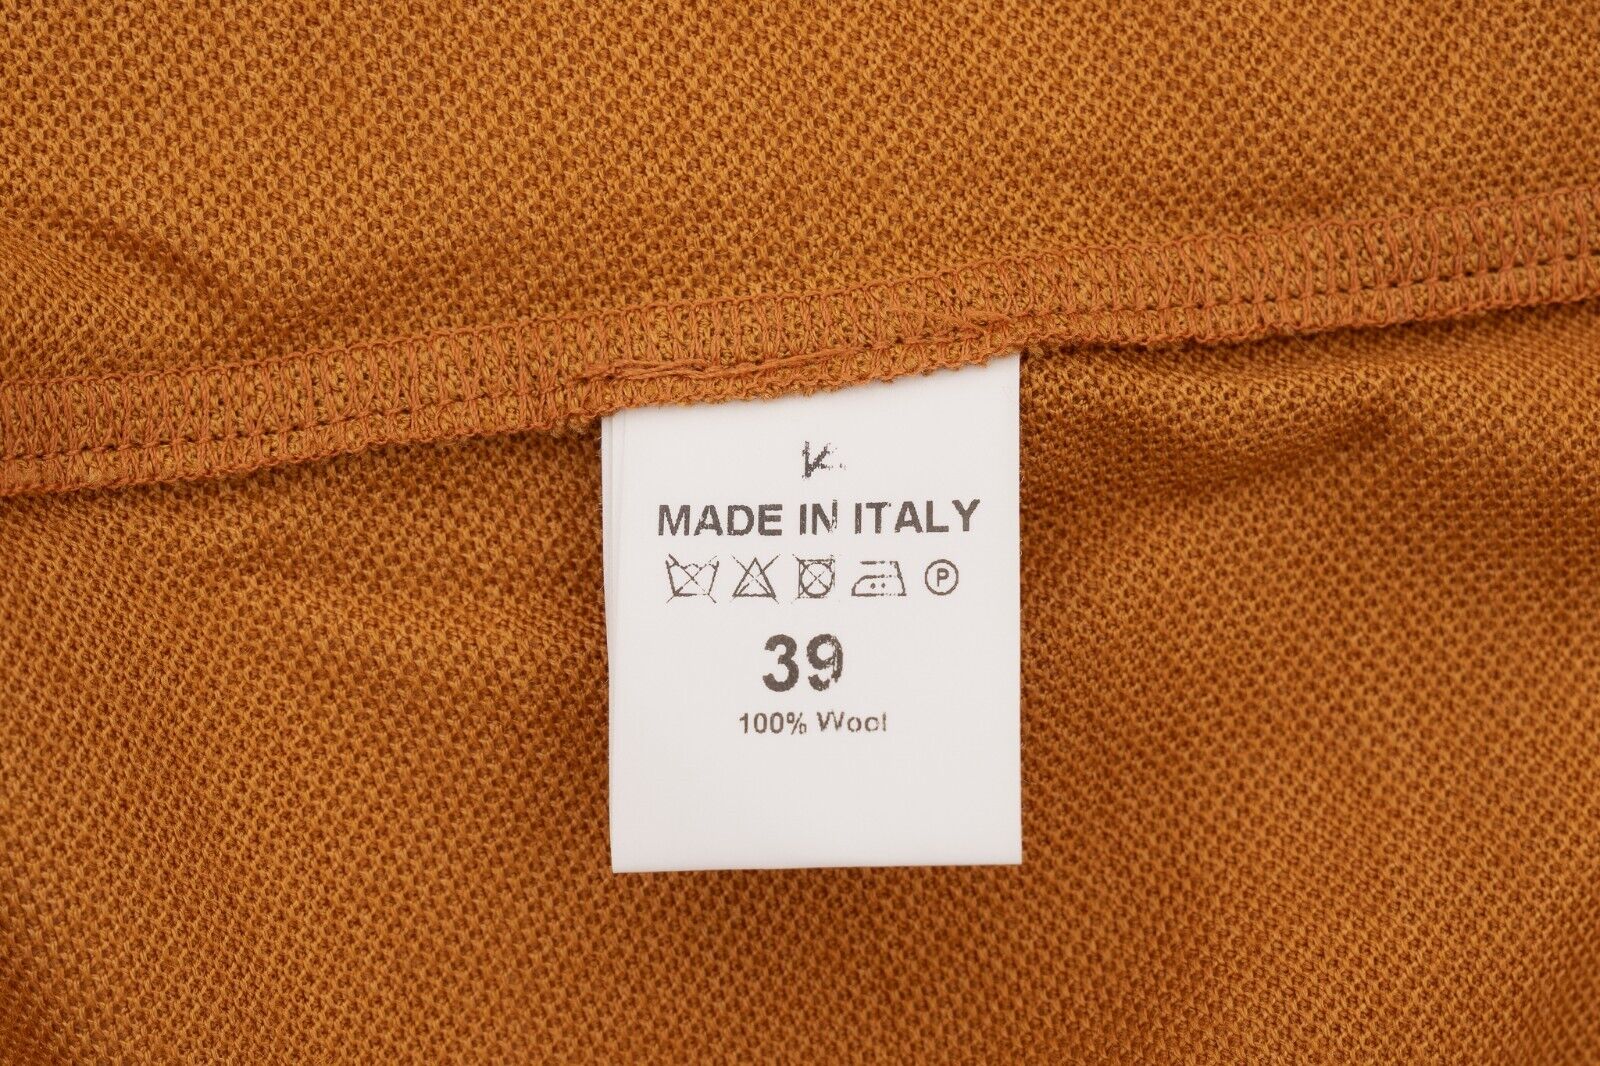 MADE IN ITALY
P
39
100% Wool